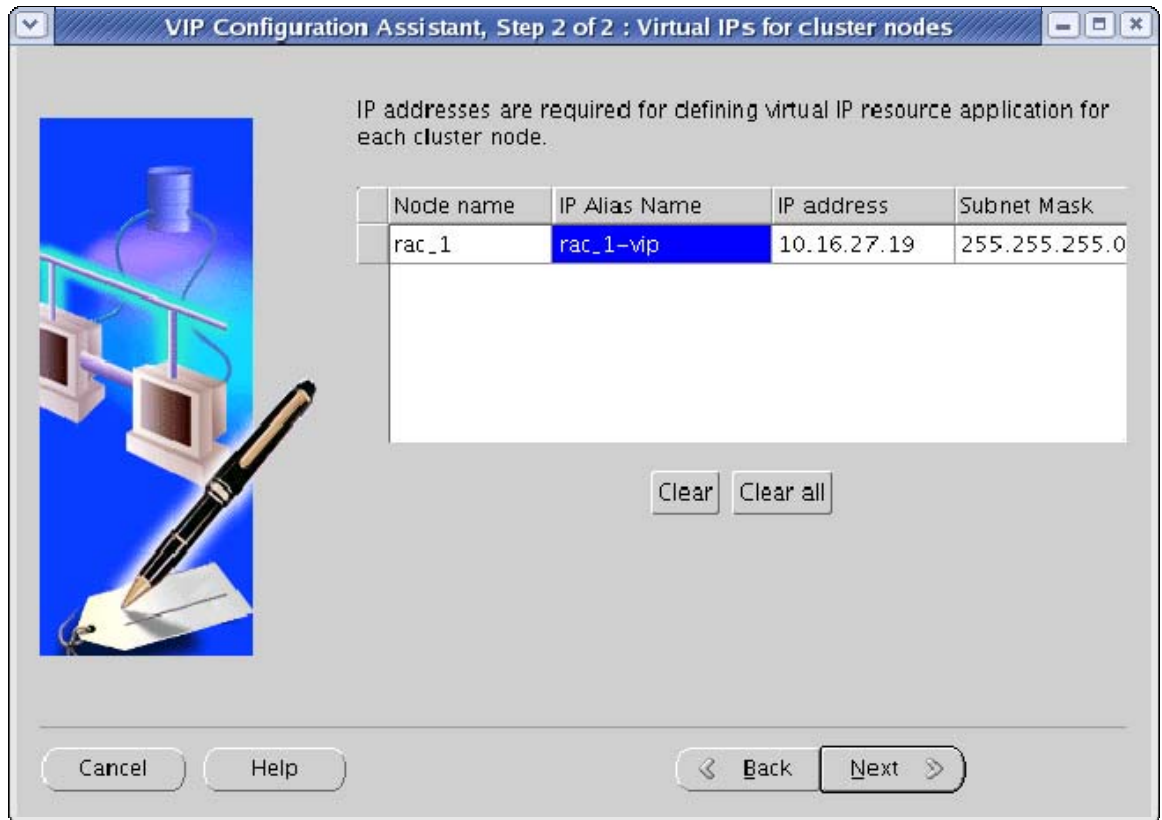 VIP Configuration Assistant, Step 2 of 2 : Virtual IPs for cluster nodes
IP addresses are required for defining virtual IP resource application for
each cluster node.
Node name IP Alias Name IP address Subnet Mask
rac_1 rac_1-vip 10.16.27.19 255.255.255.0
Clear Clear all
Cancel Help Back Next